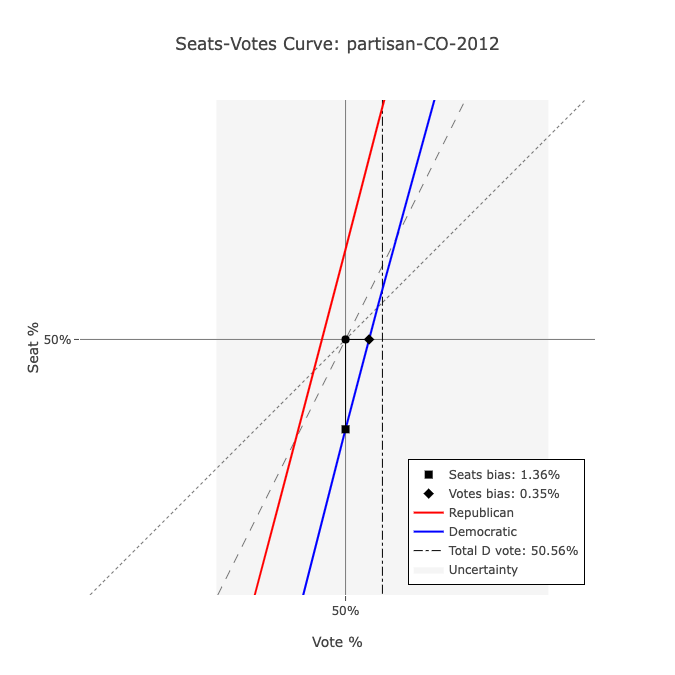 Seats-Votes Curve: partisan-CO-2012
Seat %
50%
Seats bias: 1.36%
Votes bias: 0.35%
Republican
Democratic
Total D vote: 50.56%
Uncertainty
50%
Vote %